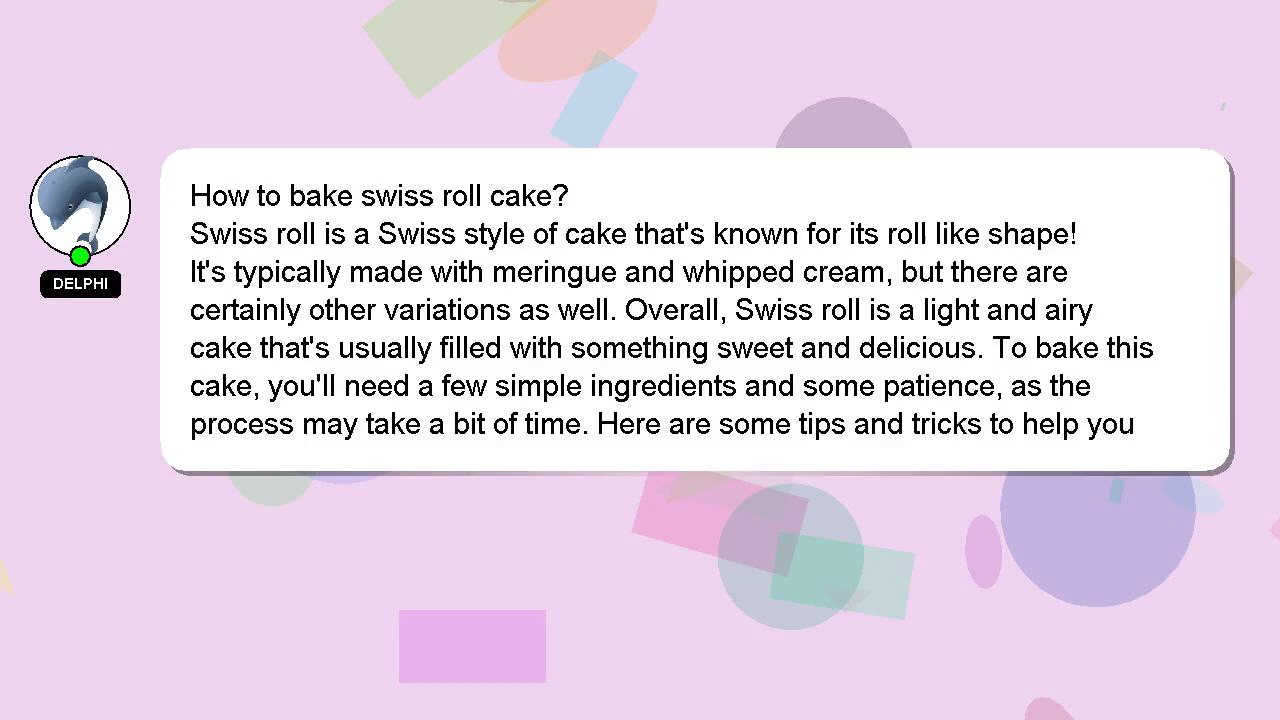 How to bake swiss roll cake?
Swiss roll is a Swiss style of cake that's known for its roll like shape!
It's typically made with meringue and whipped cream, but there are
certainly other variations as well. Overall, Swiss roll is a light and airy
cake that's usually filled with something sweet and delicious. To bake this
cake, you'll need a few simple ingredients and some patience, as the
process may take a bit of time. Here are some tips and tricks to help you
DELPHI